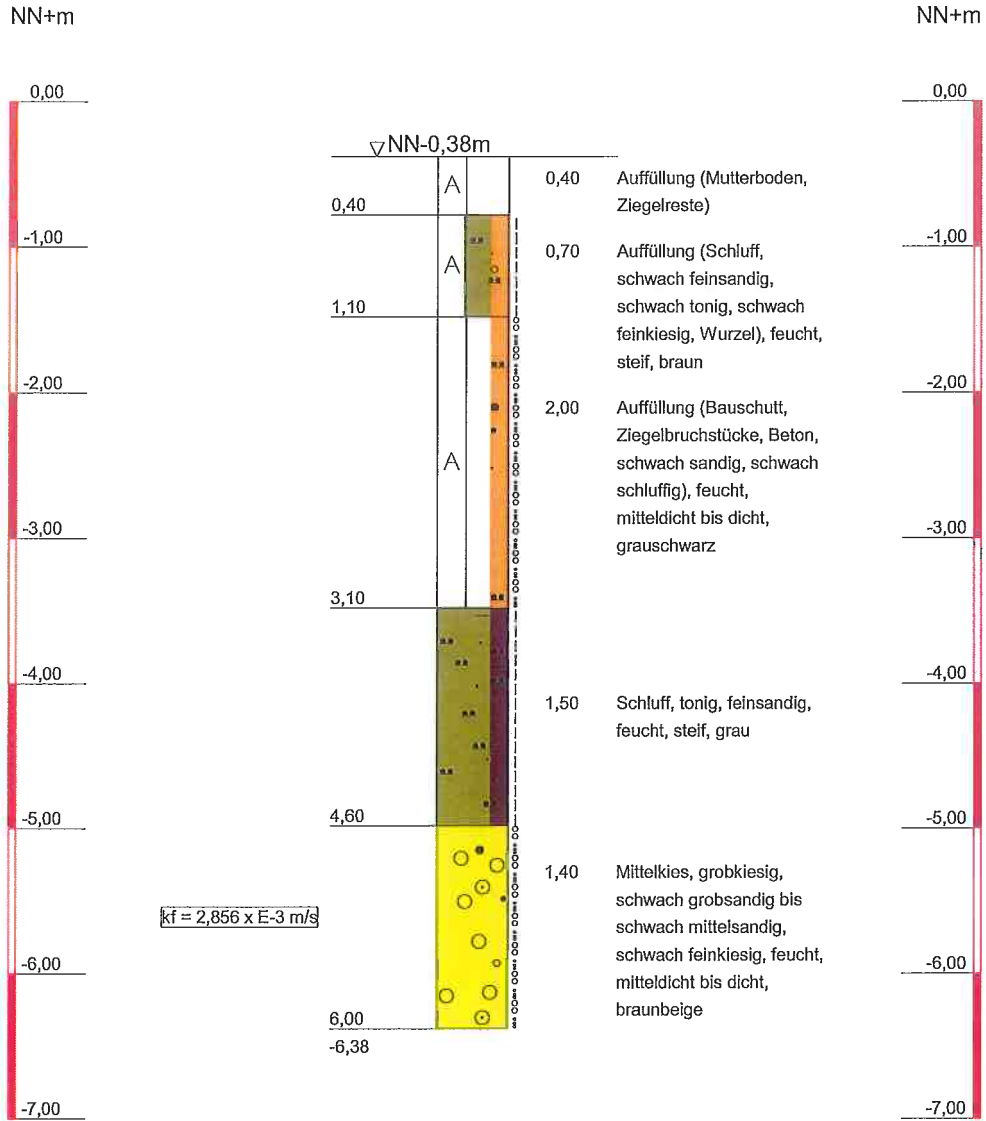 NN+m
NN+m
0,00
0,00
NN-0,38m
A
0,40
Auffüllung (Mutterboden,
Ziegelreste)
0,40
-1,00
-1,00
A
0,70
Auffüllung (Schluff,
schwach feinsandig,
schwach tonig, schwach
feinkiesig, Wurzel), feucht,
steif, braun
1,10
-2,00
-2,00
A
2,00
Auffüllung (Bauschutt,
Ziegelbruchstücke, Beton,
schwach sandig, schwach
schluffig), feucht,
mitteldicht bis dicht,
grauschwarz
-3,00
-3,00
3,10
-4,00
-4,00
1,50
Schluff, tonig, feinsandig,
feucht, steif, grau
4,60
-5,00
-5,00
1,40
Mittelkies, grobkiesig,
schwach grobsandig bis
schwach mittelsandig,
schwach feinkiesig, feucht,
mitteldicht bis dicht,
braunbeige
kf = 2,856 x E-3 m/s
-6,00
-6,00
6,00
-6,38
-7,00
-7,00